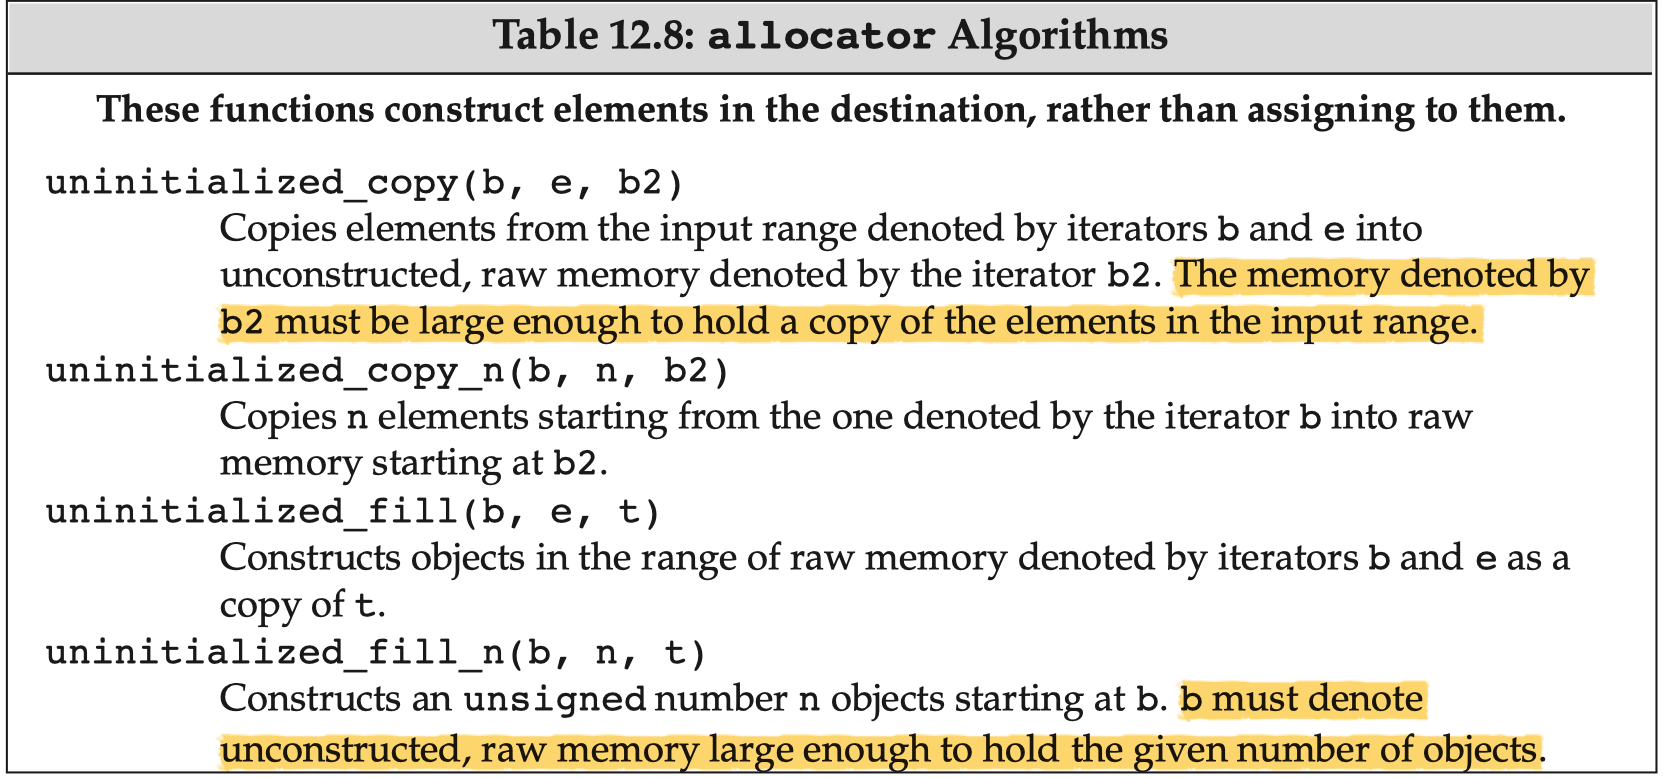 Table 12.8: allocator Algorithms
These functions construct elements in the destination, rather than assigning to them.
uninitialized_copy(b, e, b2)
Copies elements from the input range denoted by iterators b and e into
unconstructed, raw memory denoted by the iterator b2. The memory denoted by
b2 must be large enough to hold a copy of the elements in the input range.
uninitialized_copy_n(b, n, b2)
Copies n elements starting from the one denoted by the iterator b into raw
memory starting at b2.
uninitialized_fill(b, e, t)
Constructs objects in the range of raw memory denoted by iterators b and e as a
copy of t.
uninitialized_fill_n(b, n, t)
Constructs an unsigned number n objects starting at b. b must denote
unconstructed, raw memory large enough to hold the given number of objects.